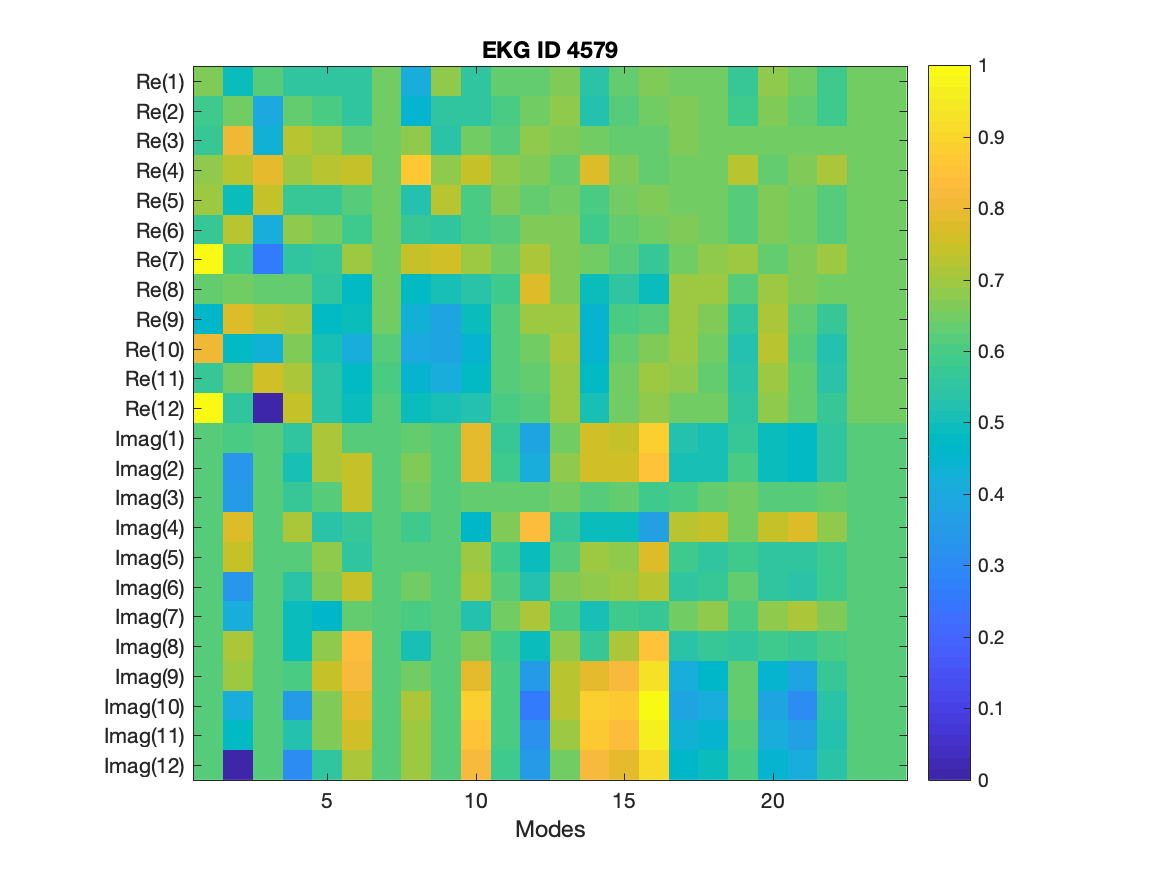 EKG ID 4579
Re(1)
Re(2)
Re(3)
Re(4)
Re(5)
Re(6)
Re(7)
Re(8)
Re(9)
Re(10)
Re(11)
Re(12)
Imag(1)
Imag(2)
Imag(3)
Imag(4)
Imag(5)
Imag(6)
Imag(7)
Imag(8)
Imag(9)
Imag(10)
Imag(11)
Imag(12)
5 10 15 20
Modes
1
0.9
0.8
0.7
0.6
0.5
0.4
0.3
0.2
0.1
0